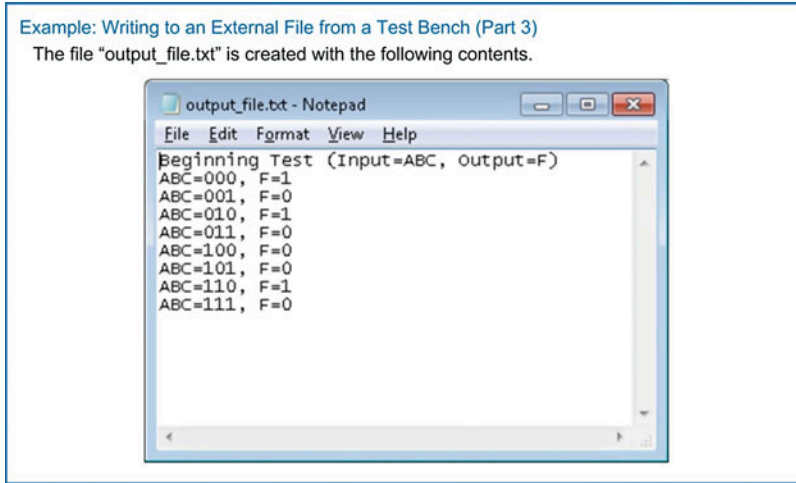 Example: Writing to an External File from a Test Bench (Part 3)
The file “output_file.txt” is created with the following contents.
output_file.txt - Notepad
File Edit Format View Help
Beginning Test (Input=ABC, Output=F)
ABC=000, F=1
ABC=001, F=0
ABC=010, F=1
ABC=011, F=0
ABC=100, F=0
ABC=101, F=0
ABC=110, F=1
ABC=111, F=0